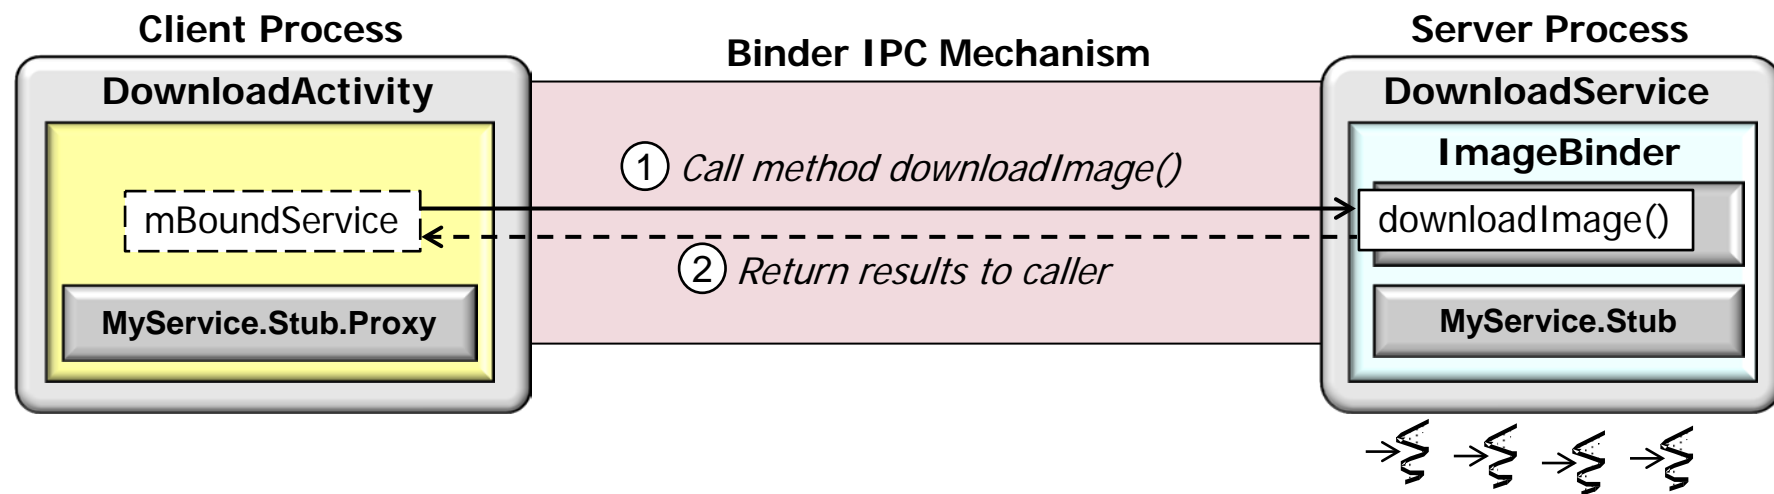 Client Process
Binder IPC Mechanism
Server Process
DownloadActivity
DownloadService
ImageBinder
1 Call method downloadImage()
mBoundService
downloadImage()
2 Return results to caller
MyService.Stub.Proxy
MyService.Stub